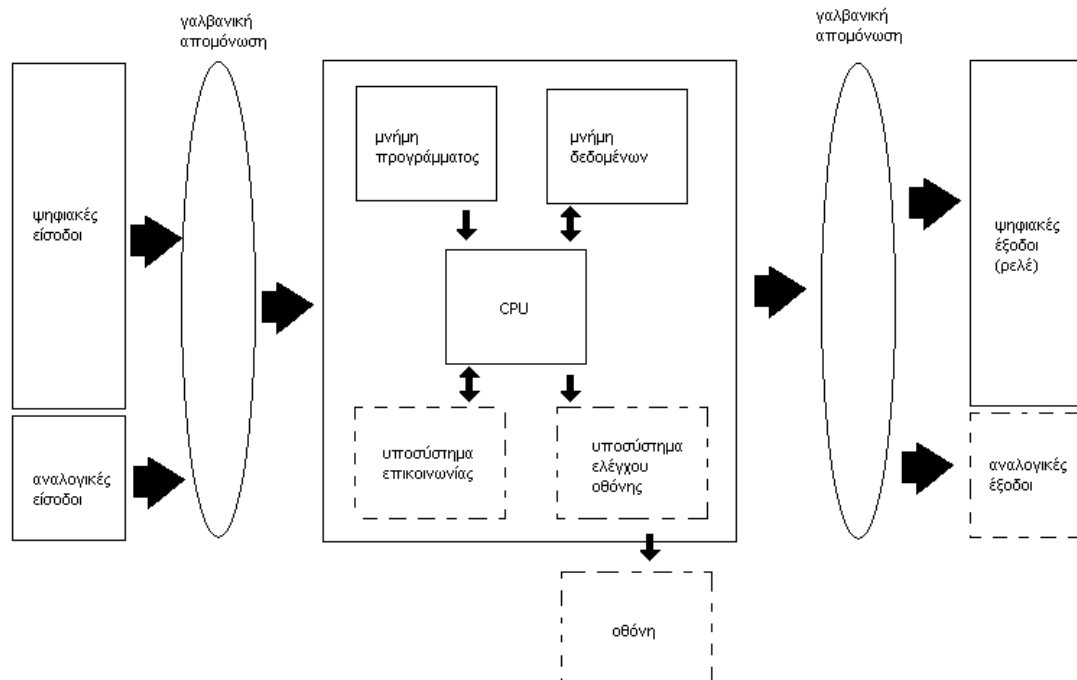 γαλβανική
απομόνωση
γαλβανική
απομόνωση
ψηφιακές
είσοδοι
αναλογικές
είσοδοι
μνήμη
προγράμματος
μνήμη
δεδομένων
CPU
υποσύστημα
επικοινωνίας
υποσύστημα
ελέγχου
οθόνης
οθόνη
ψηφιακές
έξοδοι
(ρελέ)
αναλογικές
έξοδοι